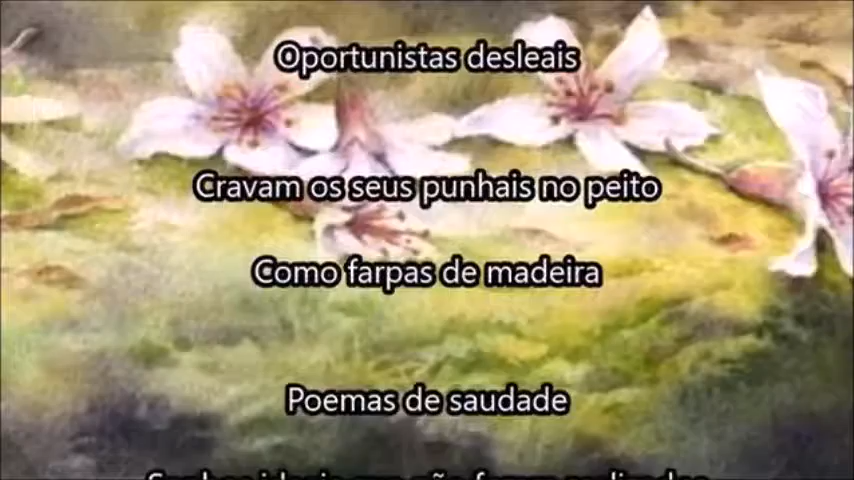 Oportunistas desleais
Cravam os seus punhais no peito
Como farpas de madeira
Poemas de saudade